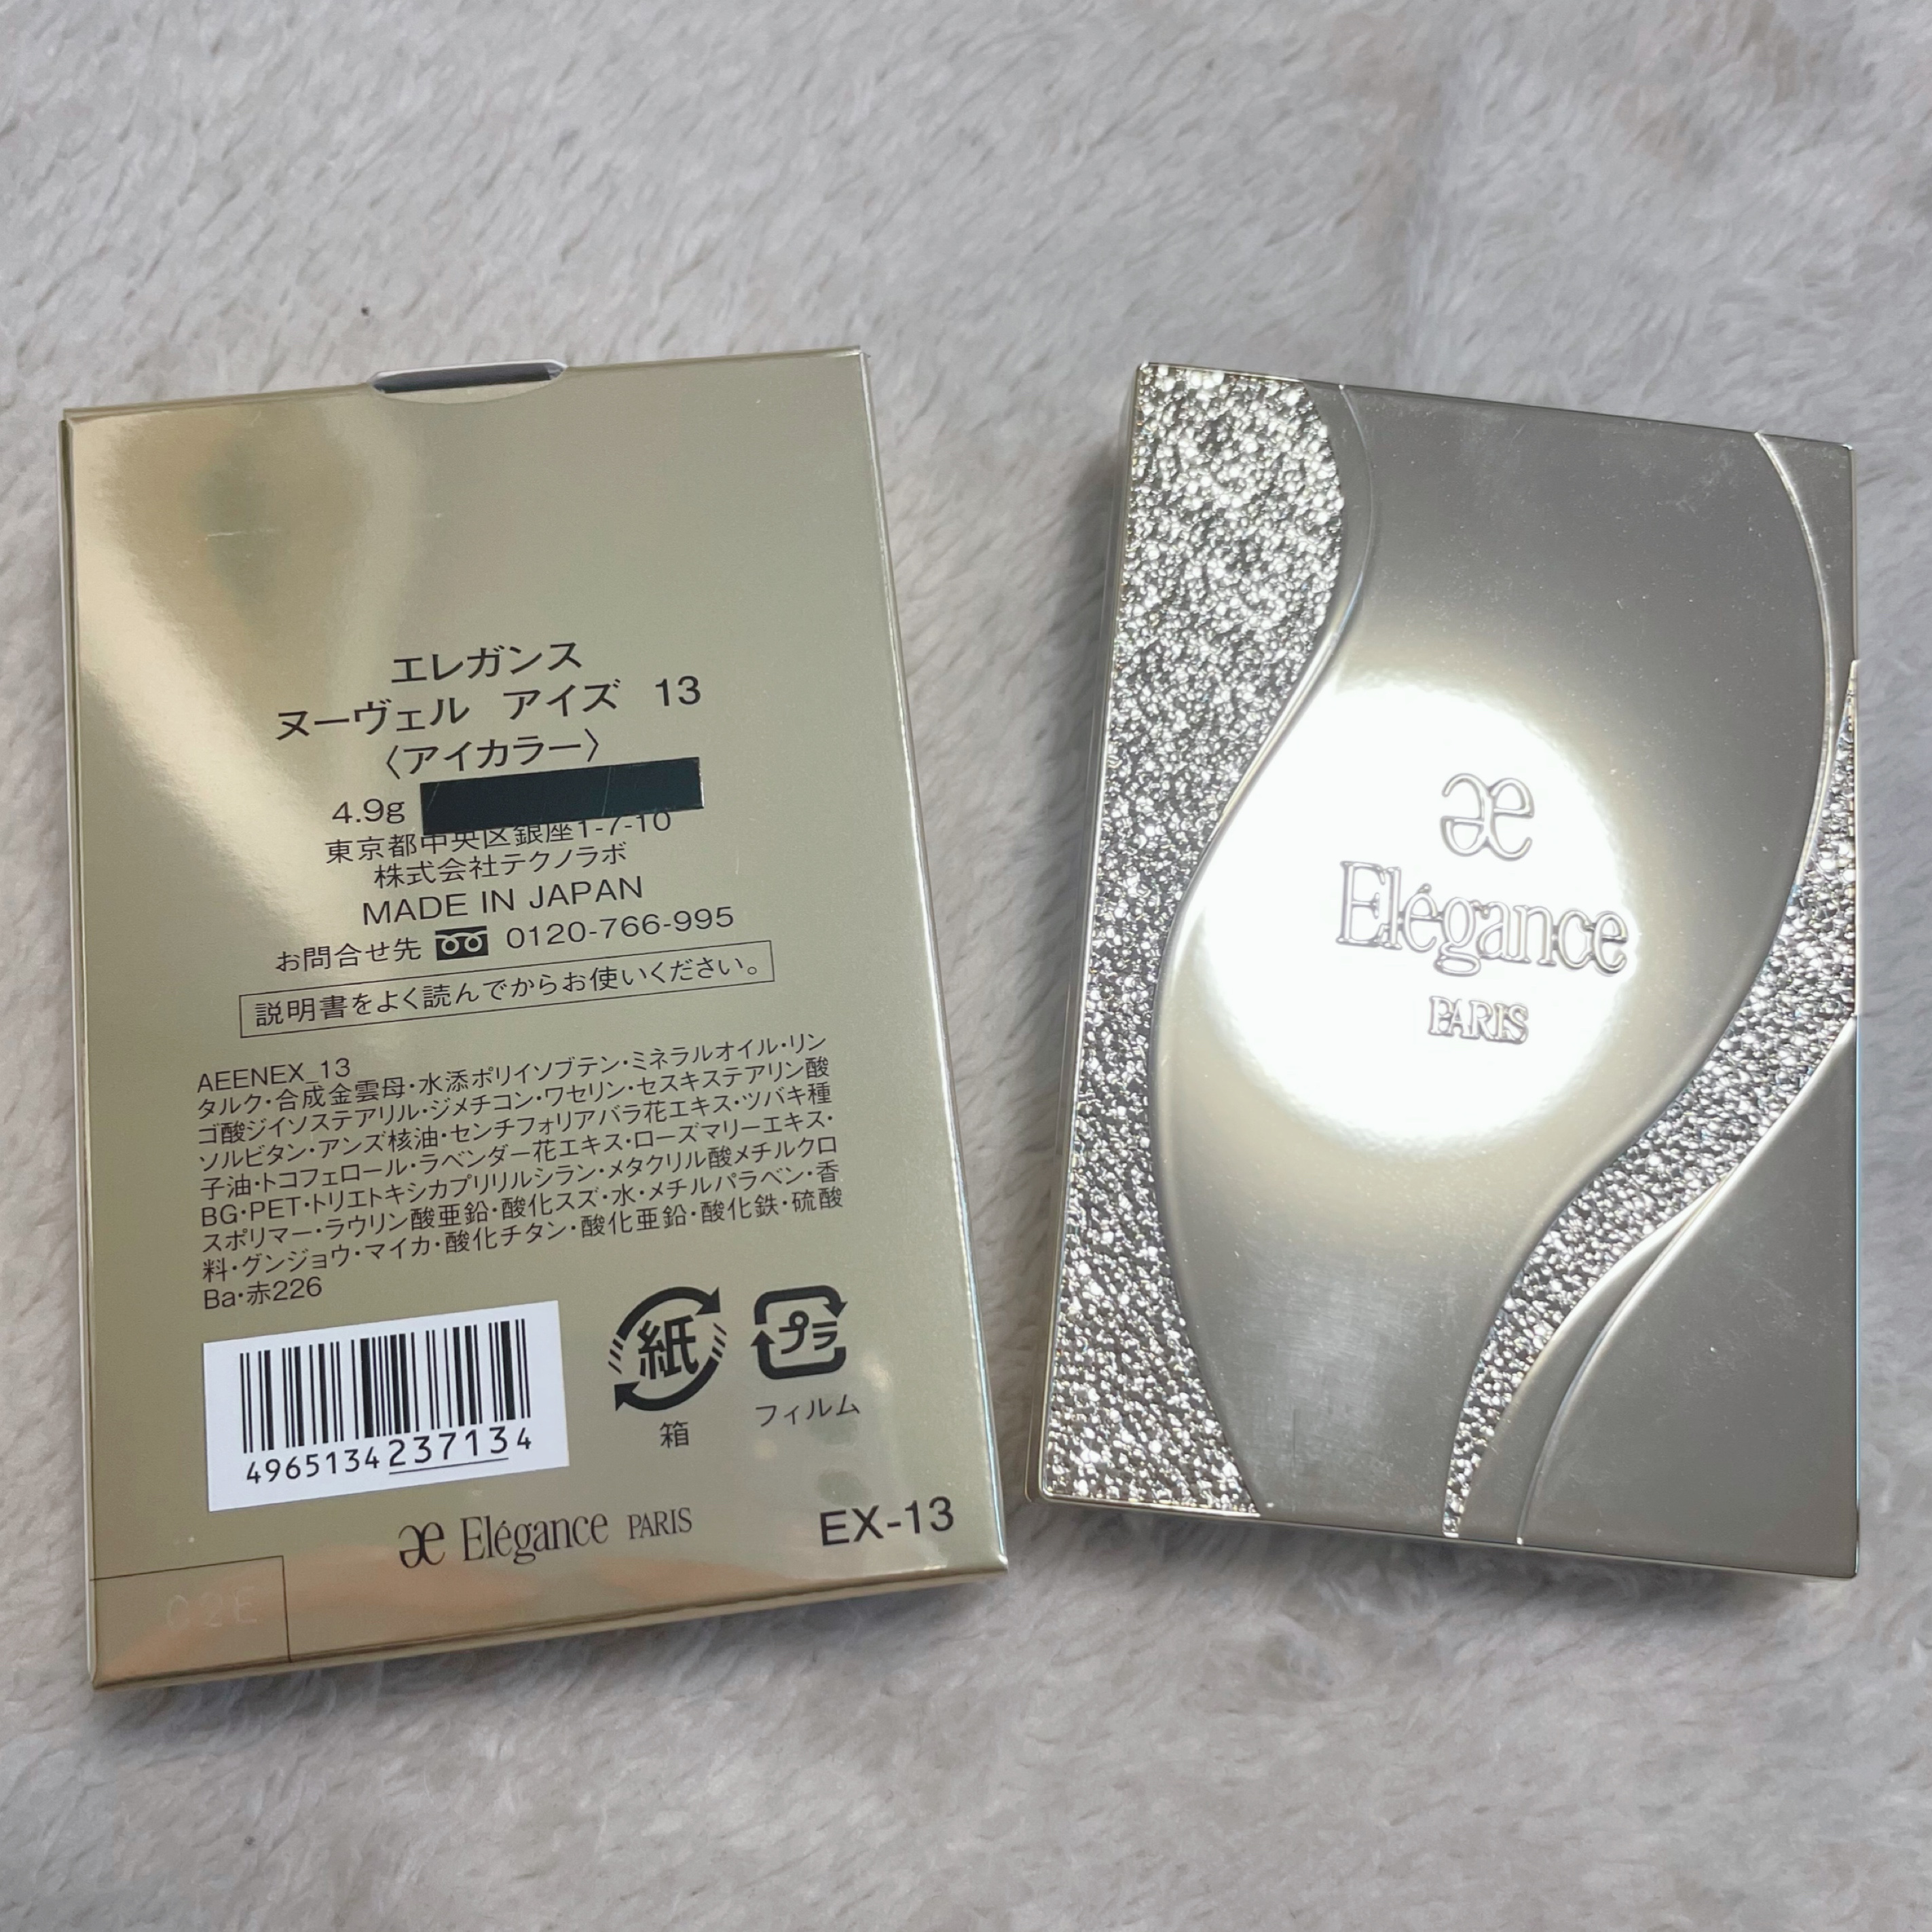 エレガンス
ヌーヴェル アイズ 13
〈アイカラー〉
4.9g
東京都中央区銀座1-7-10
株式会社テクノラボ
MADE IN JAPAN
お問合せ先 0120-766-995
説明書をよく読んでからお使いください。
AEENEX_13
タルク・合成金雲母・水添ポリイソブテン・ミネラルオイル・リン
ゴ酸ジイソステアリル・ジメチコン・ワセリン・セスキステアリン酸
ソルビタン・アンズ核油・センチフォリアバラ花エキス・ツバキ種
子油・トコフェロール・ラベンダー花エキス・ローズマリーエキス・
BG・PET・トリエトキシカプリリルシラン・メタクリル酸メチルクロ
スポリマー・ラウリン酸亜鉛・酸化スズ・水・メチルパラベン・香
料・グンジョウ・マイカ・酸化チタン・酸化亜鉛・酸化鉄・硫酸
Ba・赤226
4965134237134
紙
箱
プラ
フィルム
æ Elégance PARIS
EX-13
02E
æ
Elégance
PARIS